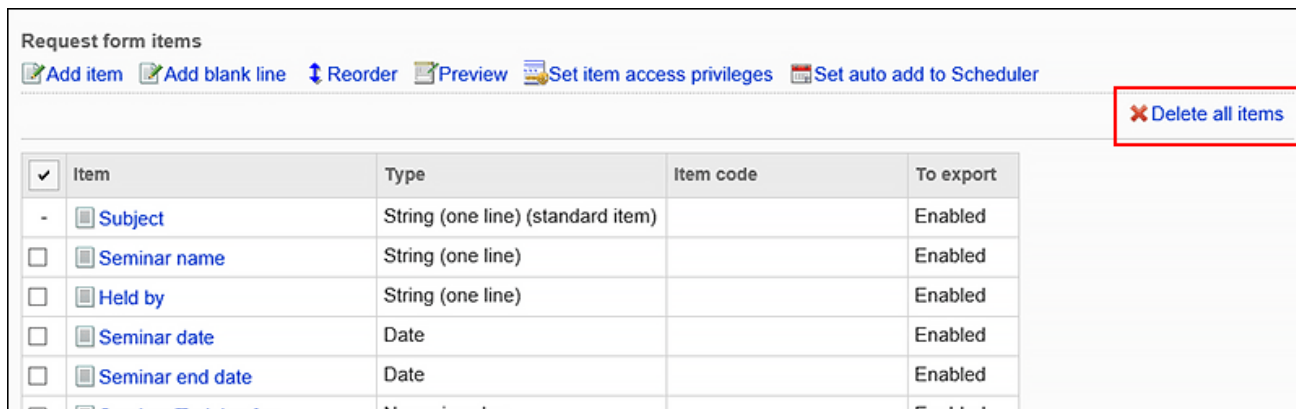 Request form items
Add item Add blank line Reorder Preview Set item access privileges Set auto add to Scheduler
Delete all items
Item Type Item code To export
- Subject String (one line) (standard item) Enabled
Seminar name String (one line) Enabled
Held by String (one line) Enabled
Seminar date Date Enabled
Seminar end date Date Enabled